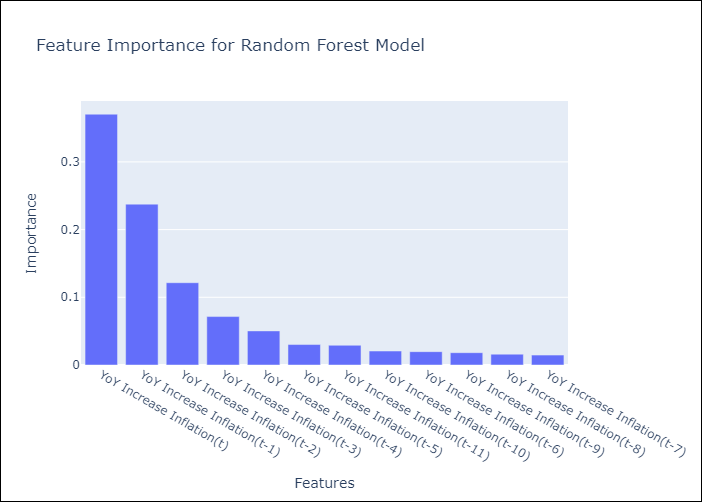 Feature Importance for Random Forest Model
Importance
0.3
0.2
0.1
0
YoY Increase Inflation(t)
YoY Increase Inflation(t-1)
YoY Increase Inflation(t-2)
YoY Increase Inflation(t-3)
YoY Increase Inflation(t-4)
YoY Increase Inflation(t-5)
YoY Increase Inflation(t-11)
YoY Increase Inflation(t-10)
YoY Increase Inflation(t-6)
YoY Increase Inflation(t-9)
YoY Increase Inflation(t-8)
YoY Increase Inflation(t-7)
Features